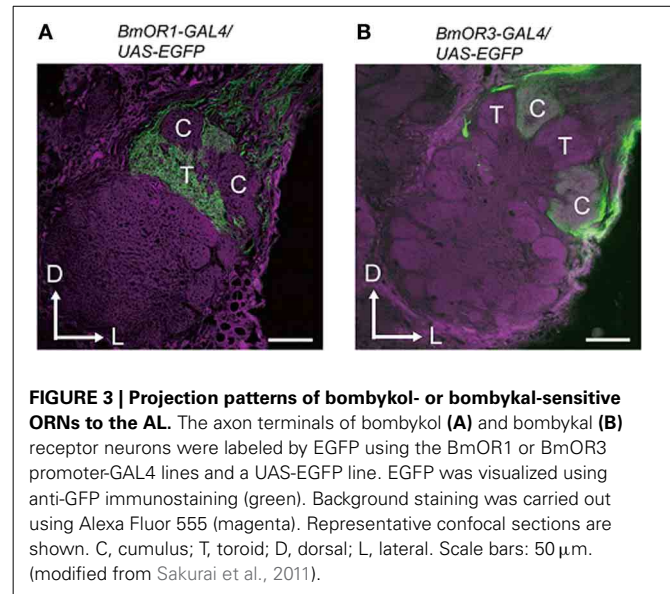 A
BmOR1-GAL4/
UAS-EGFP
C
T
C
D
L
B
BmOR3-GAL4/
UAS-EGFP
T
C
T
C
D
L
FIGURE 3 | Projection patterns of bombykol- or bombykal-sensitive
ORNs to the AL. The axon terminals of bombykol (A) and bombykal (B)
receptor neurons were labeled by EGFP using the BmOR1 or BmOR3
promoter-GAL4 lines and a UAS-EGFP line. EGFP was visualized using
anti-GFP immunostaining (green). Background staining was carried out
using Alexa Fluor 555 (magenta). Representative confocal sections are
shown. C, cumulus; T, toroid; D, dorsal; L, lateral. Scale bars: 50 μm.
(modified from Sakurai et al., 2011).